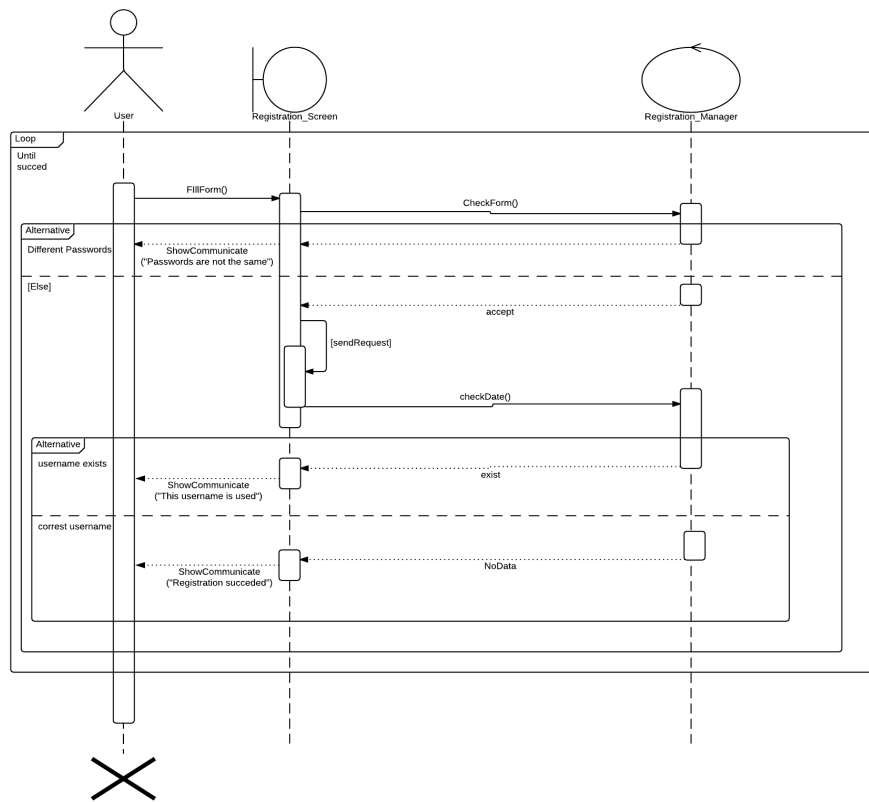 User
Registration_Screen
Registration_Manager
Loop
Until
succed
FIllForm()
CheckForm()
Alternative
Different Passwords
ShowCommunicate
("Passwords are not the same")
[Else]
accept
[sendRequest]
checkDate()
Alternative
username exists
exist
ShowCommunicate
("This username is used")
correst username
NoData
ShowCommunicate
("Registration succeded")